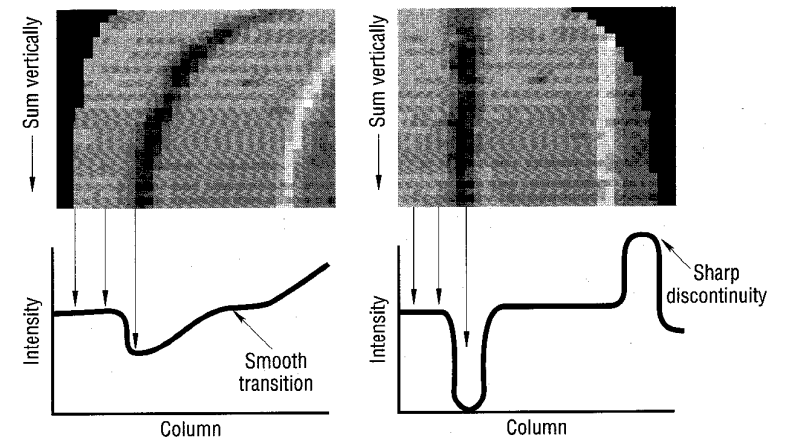 Sum vertically
Sum vertically
Intensity
Smooth
transition
Column
Intensity
Sharp
discontinuity
Column